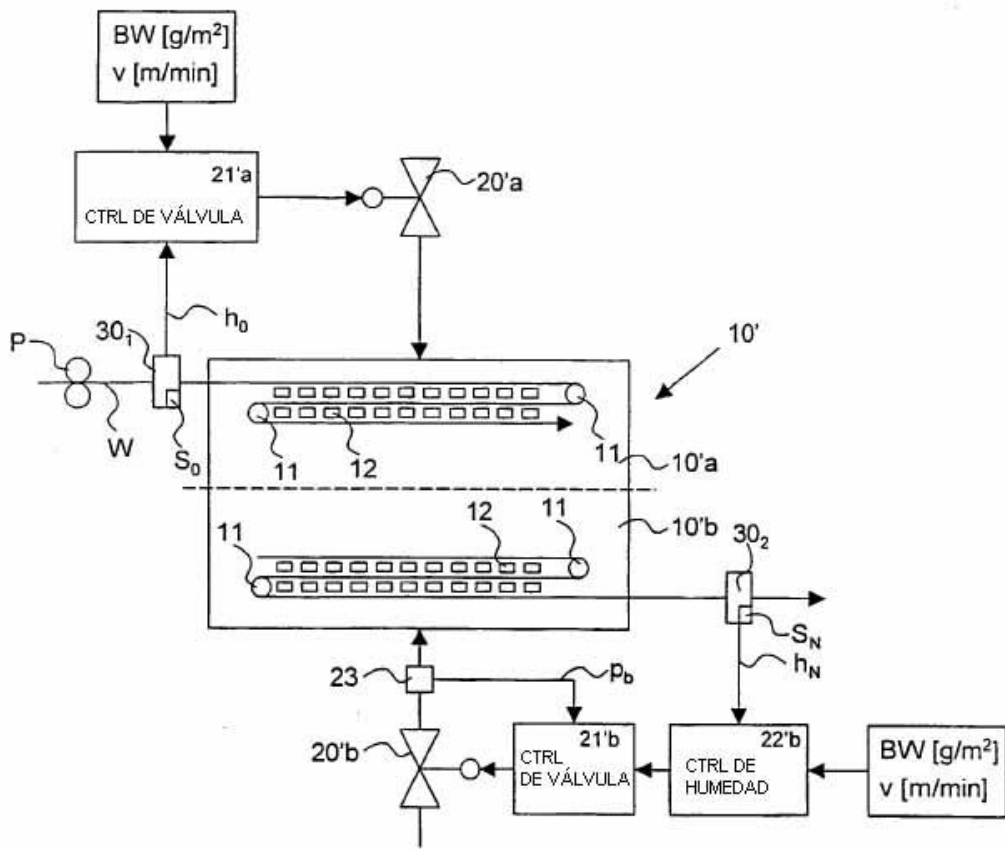 BW [g/m²]
v [m/min]
21'a
CTRL DE VÁLVULA
20'a
h₀
P
30₁
W
S₀
10'
11
12
11
10'a
10'b
11
12
11
30₂
S_N
h_N
23
p_b
20'b
21'b
CTRL
DE VÁLVULA
22'b
CTRL DE
HUMEDAD
BW [g/m²]
v [m/min]